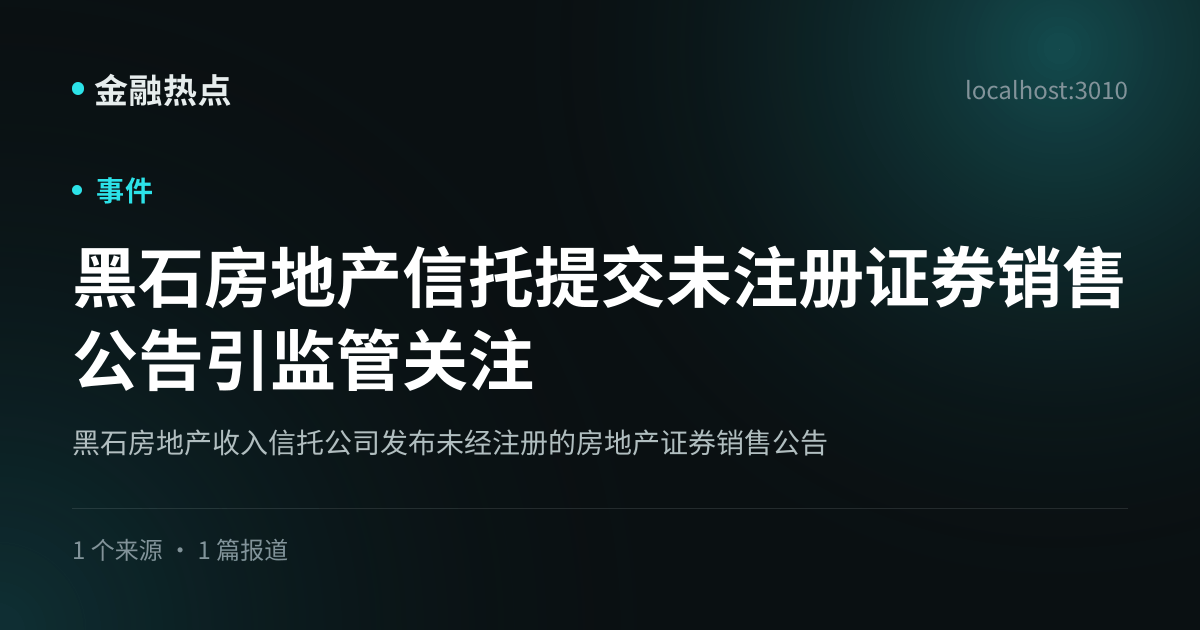 金融热点
localhost:3010
事件
黑石房地产信托提交未注册证券销售
公告引监管关注
黑石房地产收入信托公司发布未经注册的房地产证券销售公告
1 个来源 · 1 篇报道